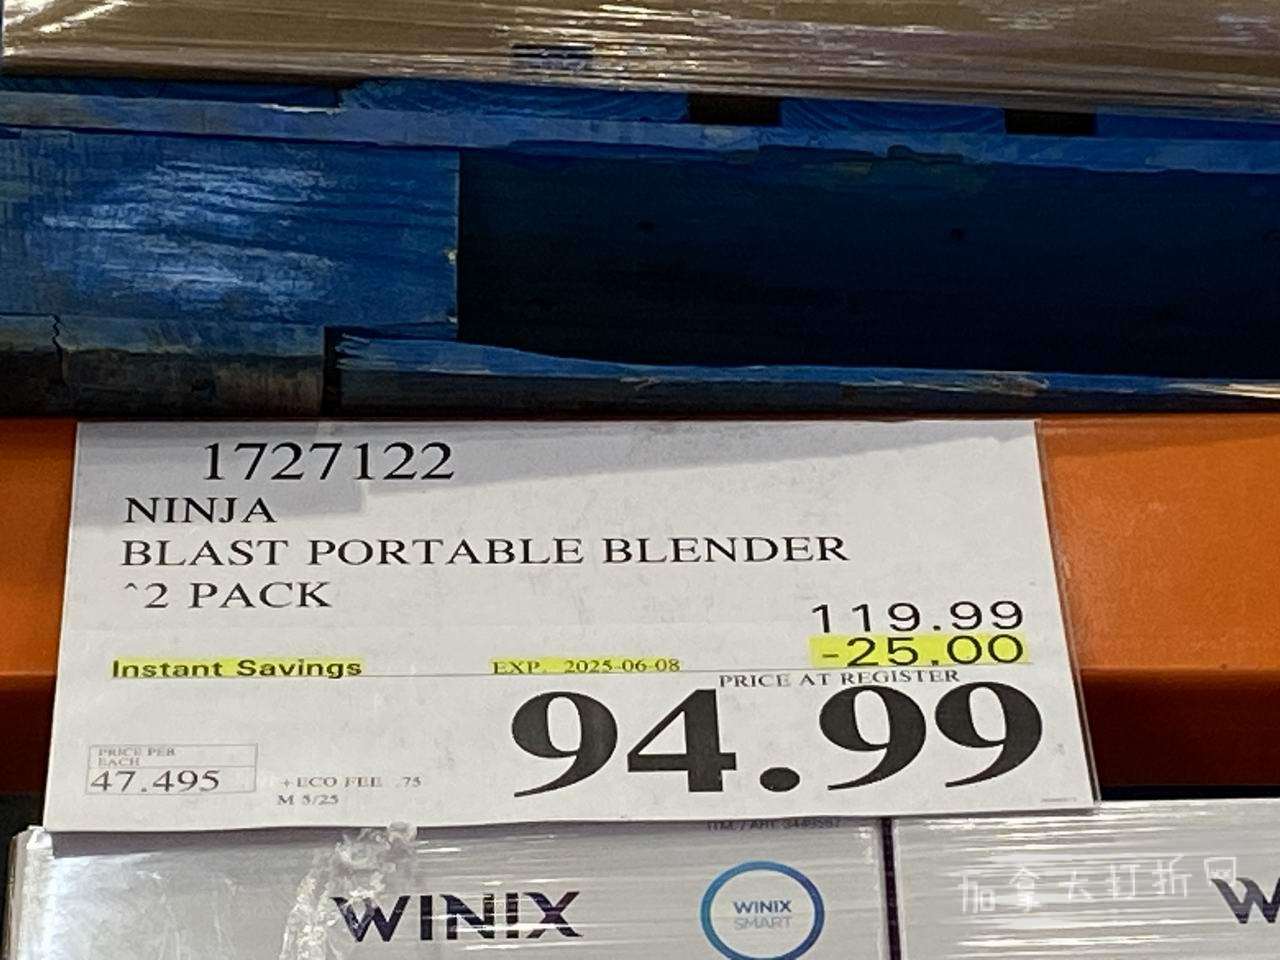 1727122
NINJA
BLAST PORTABLE BLENDER
^2 PACK
119.99
-25.00
Instant Savings EXP. 2025-06-08
PRICE AT REGISTER
94.99
PRICE PER
EACH
47.495
+ECO FEE .75
M 5/25
ITM. / ART.
WINIX
WINIX
SMART
W
加拿大打折网